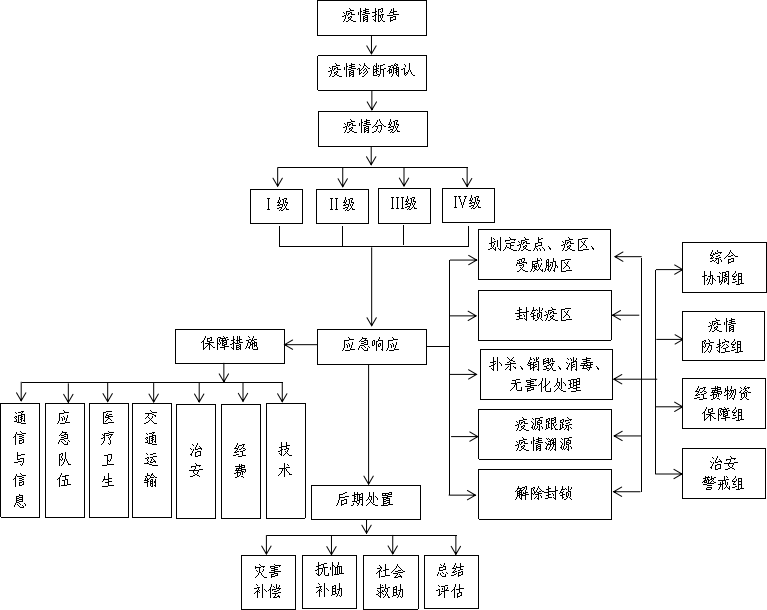 疫情报告
疫情诊断确认
疫情分级
I 级
II级
III级
IV级
划定疫点、疫区、
受威胁区
封锁疫区
扑杀、销毁、消毒、
无害化处理
疫源跟踪
疫情溯源
解除封锁
综合
协调组
疫情
防控组
经费物资
保障组
治安
警戒组
应急响应
保障措施
通信与信息
应急队伍
医疗卫生
交通运输
治安
经费
技术
后期处置
灾害
补偿
抚恤
补助
社会
救助
总结
评估